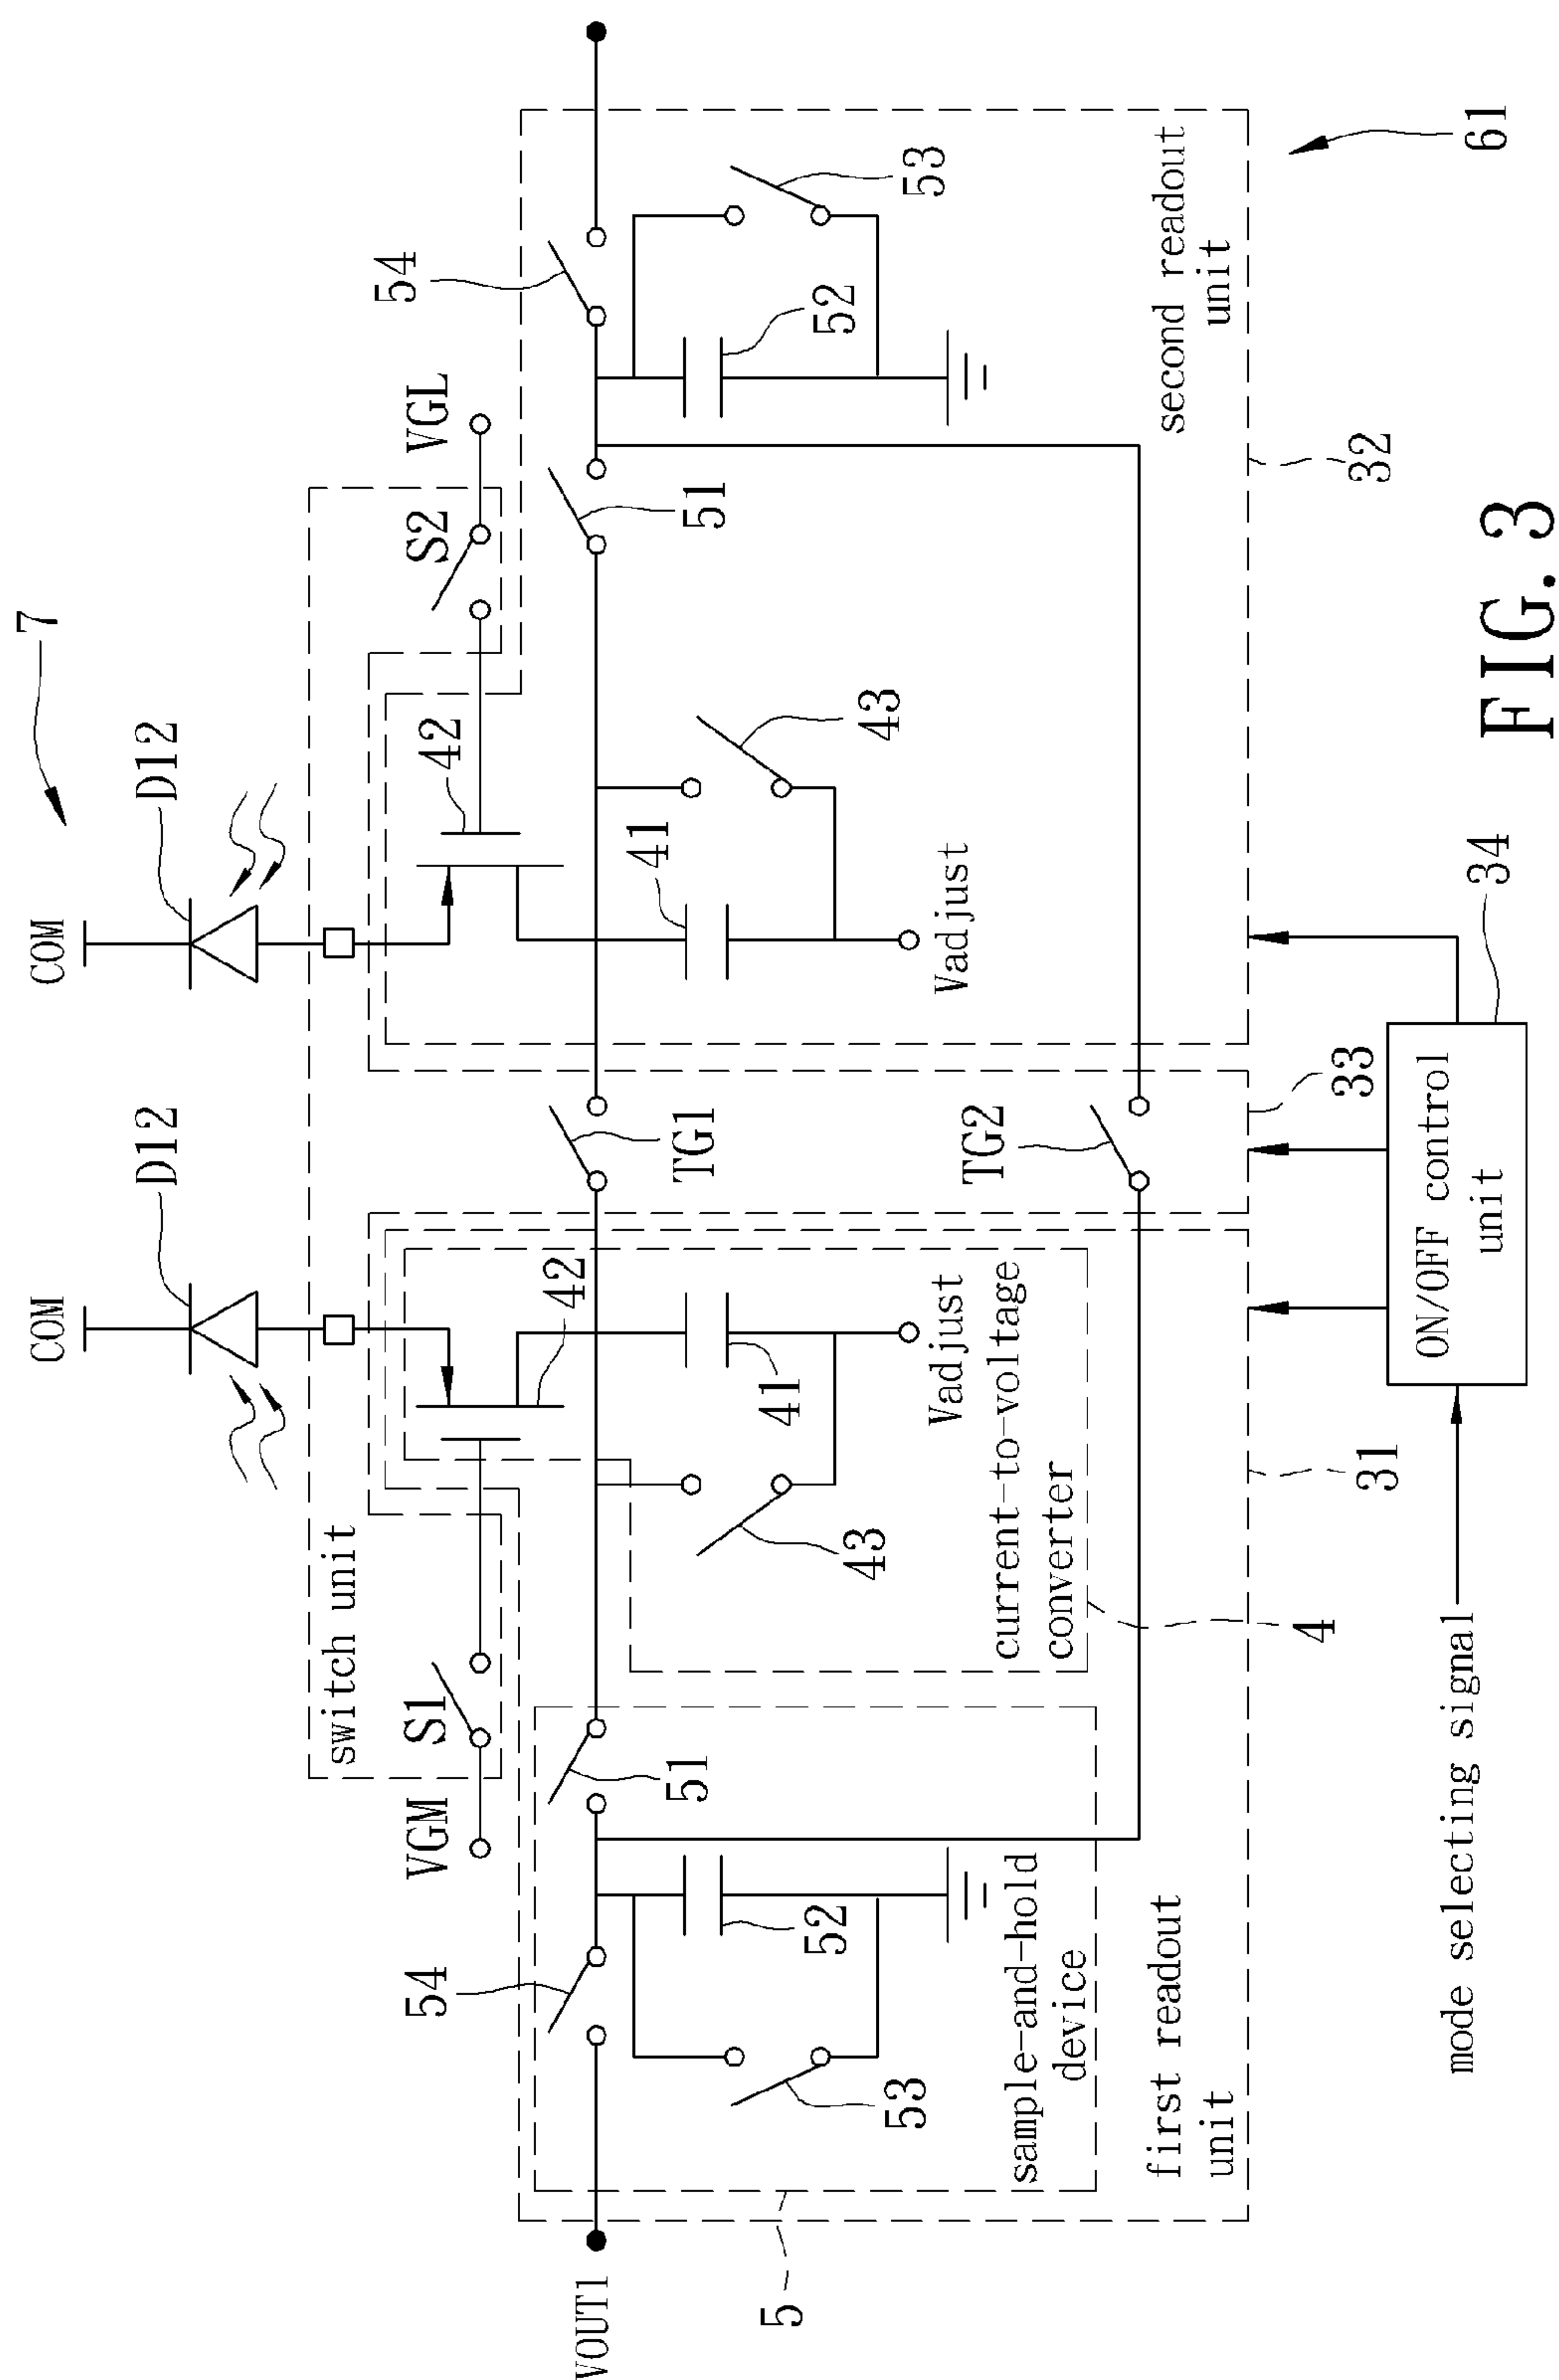 7
COM
COM
D12
D12
switch unit
54
VGM
S1
42
S2
VGL
54
42
VOUT1
51
TG1
41
51
5
53
52
43
41
43
52
53
Vadjust
Vadjust
sample-and-hold
device
current-to-voltage
converter
TG2
first readout
unit
second readout
unit
4
31
33
32
mode selecting signal
ON/OFF control
unit
34
61
FIG. 3